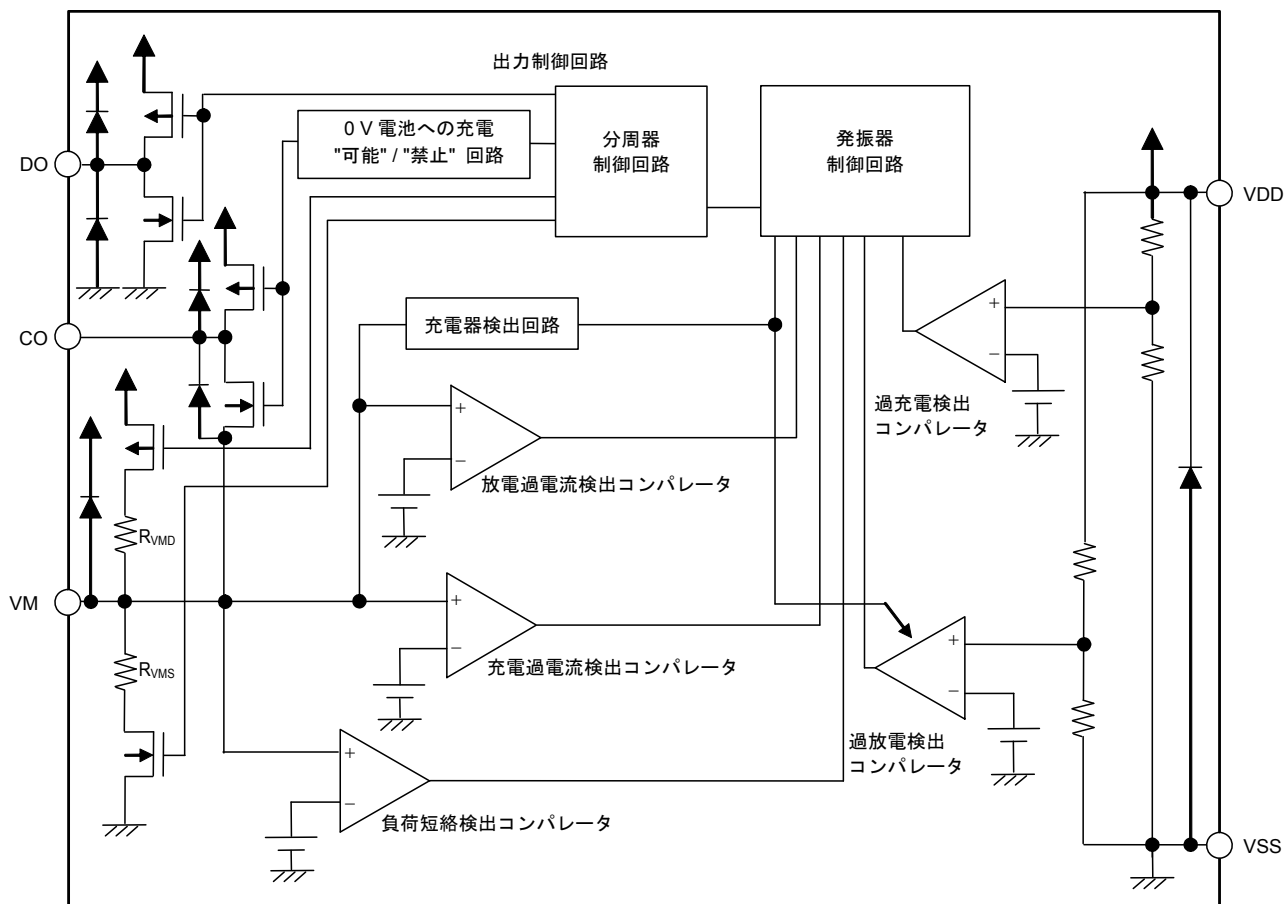 出力制御回路
0 V 電池への充電
"可能" / "禁止" 回路
分周器
制御回路
発振器
制御回路
DO
VDD
CO
充電器検出回路
+
−
過充電検出
コンパレータ
+
−
放電過電流検出コンパレータ
RVMD
VM
+
−
充電過電流検出コンパレータ
RVMS
+
−
過放電検出
コンパレータ
+
−
負荷短絡検出コンパレータ
VSS